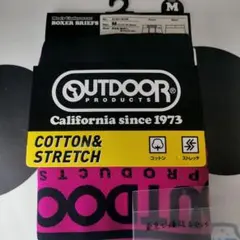 BOXER BRIEFS
M
OUTDOOR
PRODUCTS
California since 1973
COTTON&
STRETCH
コットン
ストレッチ
PRODUCTS
OUTDOO